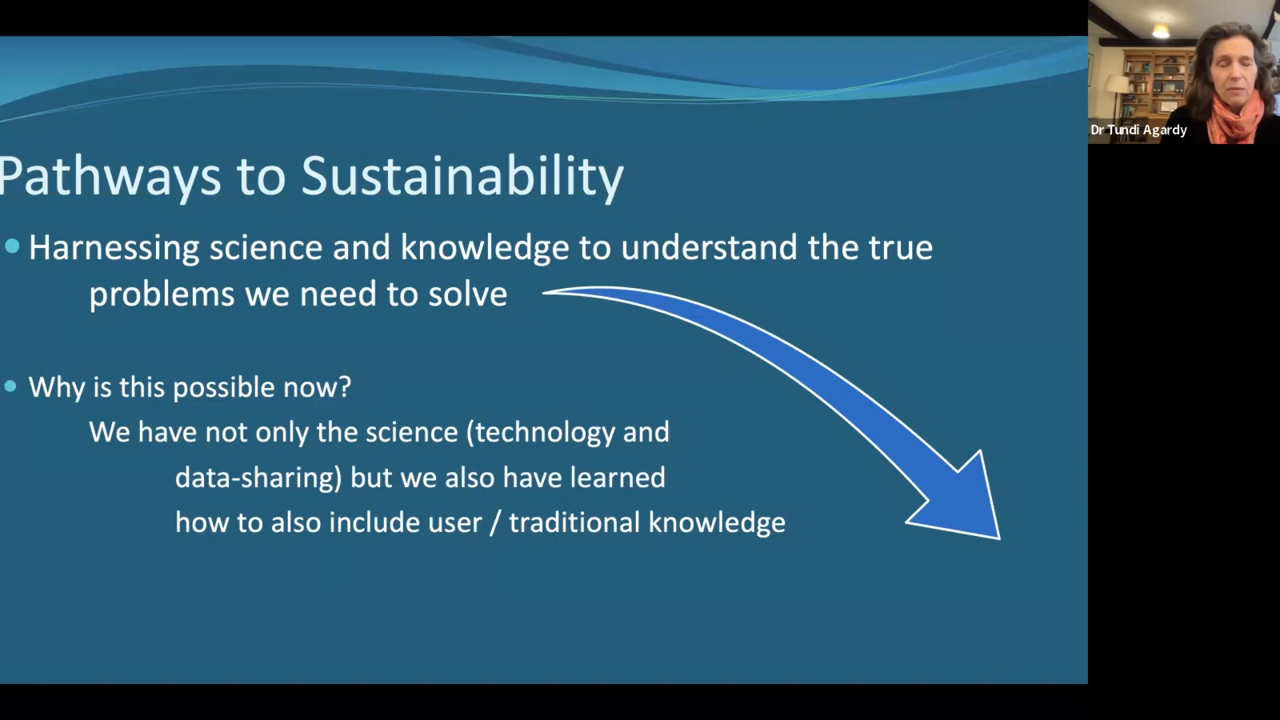 Dr Tundi Agardy
Pathways to Sustainability
Harnessing science and knowledge to understand the true
problems we need to solve
Why is this possible now?
We have not only the science (technology and
data-sharing) but we also have learned
how to also include user / traditional knowledge